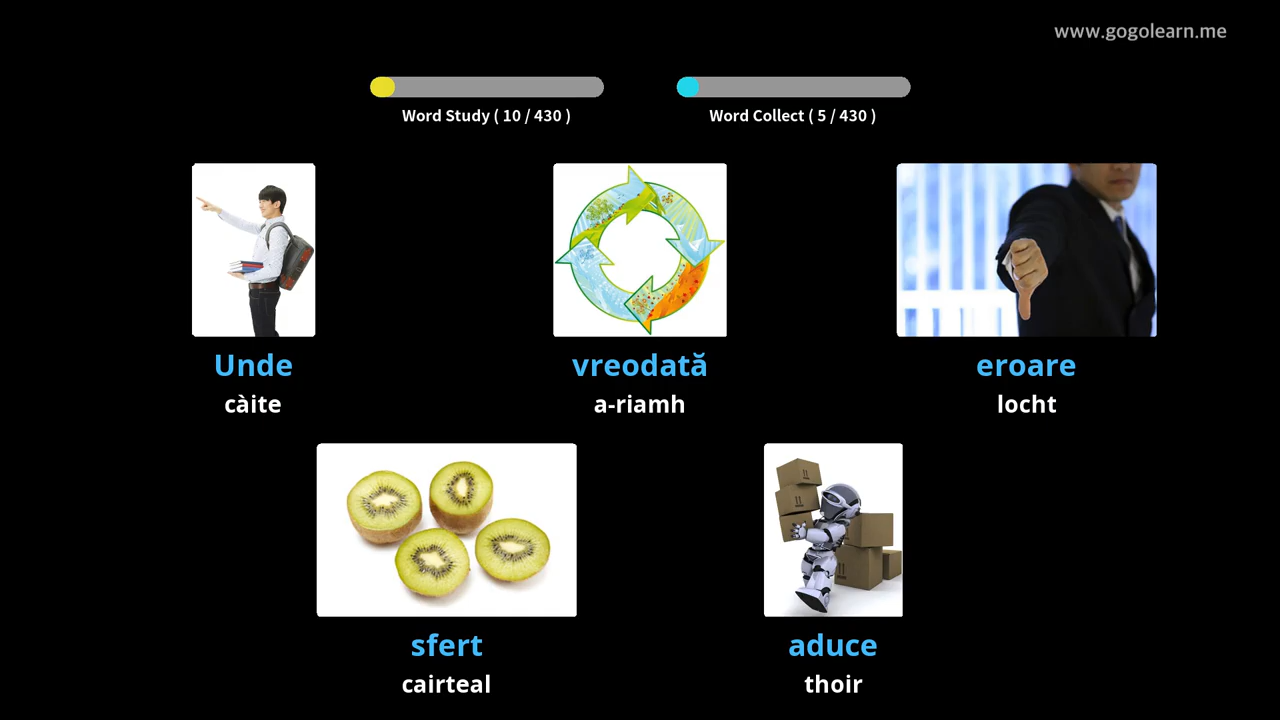 www.gogolearn.me
Word Study ( 10 / 430 )
Word Collect ( 5 / 430 )
Unde
càite
vreodată
a-riamh
eroare
locht
sfert
cairteal
aduce
thoir